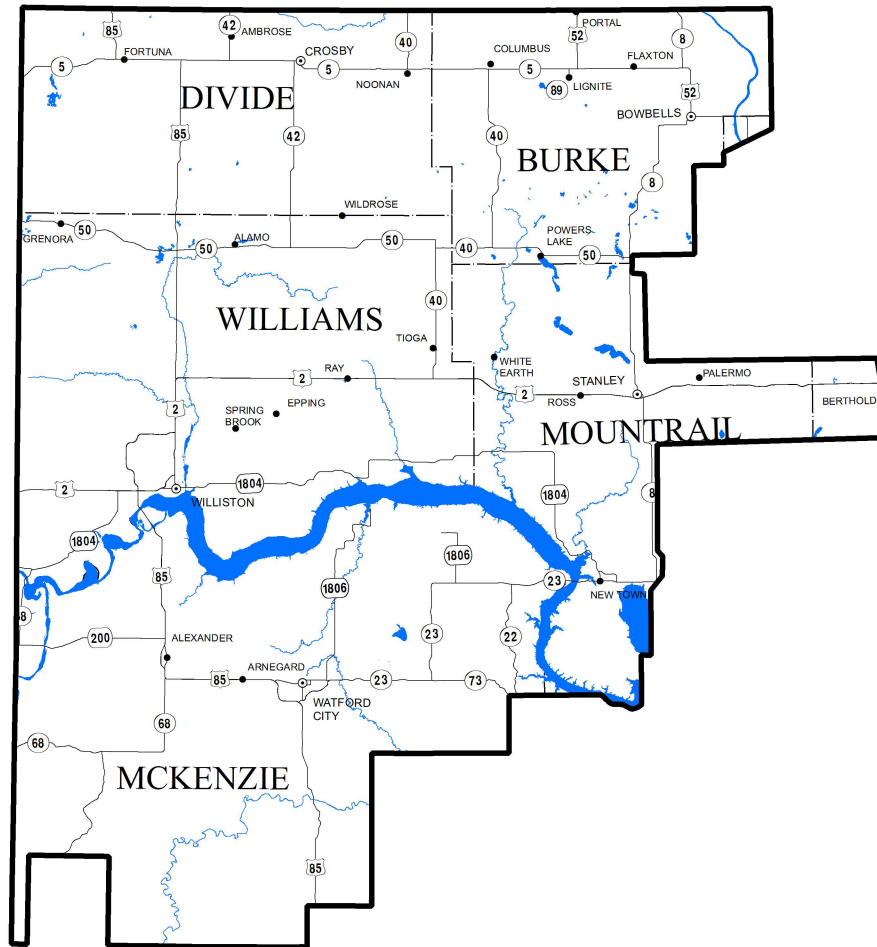 85
42
AMBROSE
40
PORTAL
52
8
FORTUNA
CROSBY
COLUMBUS
FLAXTON
5
5
5
NOONAN
89
LIGNITE
52
DIVIDE
BOWBELLS
85
42
40
BURKE
8
WILDROSE
50
GRENORA
ALAMO
50
50
40
POWERS
LAKE
50
40
WILLIAMS
TIOGA
WHITE
EARTH
RAY
2
STANLEY
PALERMO
2
ROSS
BERTHOLD
2
SPRING
BROOK
EPPING
MOUNTRAIL
2
1804
WILLISTON
1804
8
1804
1806
85
23
1806
NEW TOWN
68
200
ALEXANDER
23
22
ARNEGARD
85
23
73
WATFORD
CITY
68
68
MCKENZIE
85